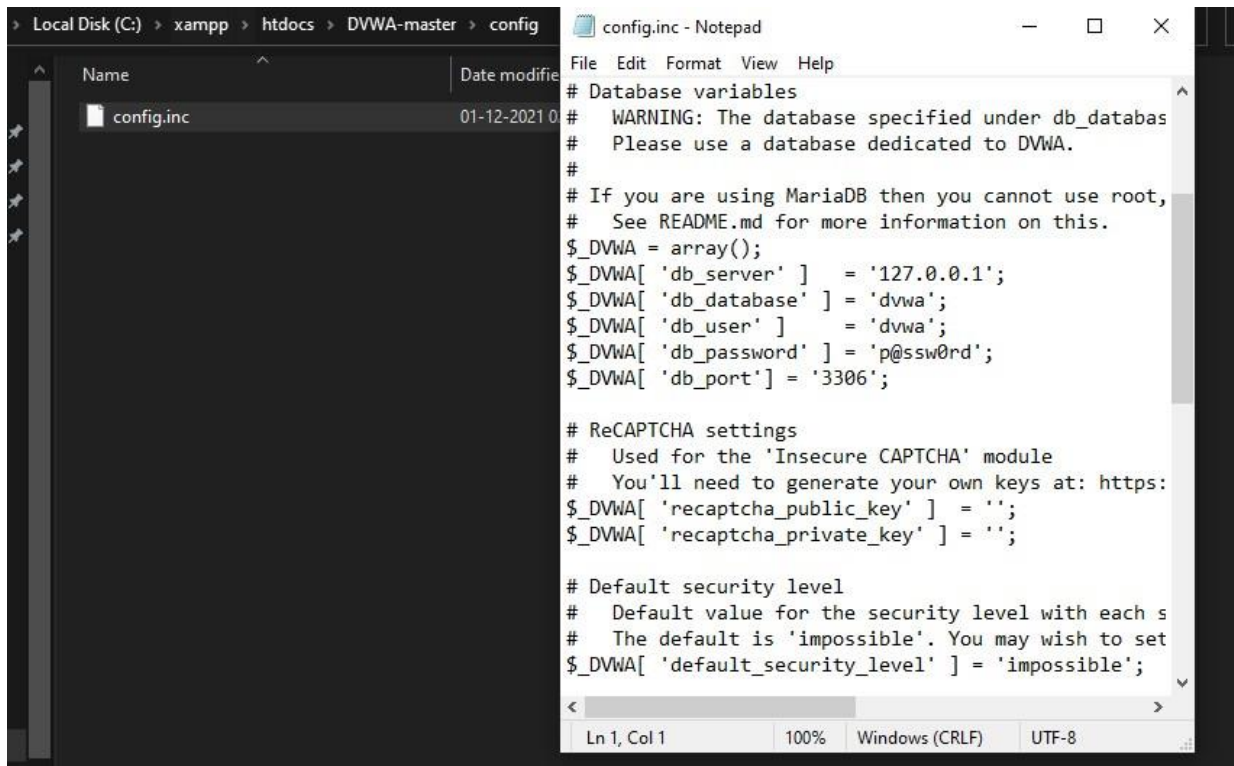 Local Disk (C:) > xampp > htdocs > DVWA-master > config
Name
Date modifie
config.inc
01-12-2021 0
config.inc - Notepad
File Edit Format View Help
# Database variables
#   WARNING: The database specified under db_databas
#   Please use a database dedicated to DVWA.
#
# If you are using MariaDB then you cannot use root,
#   See README.md for more information on this.
$_DVWA = array();
$_DVWA[ 'db_server' ]   = '127.0.0.1';
$_DVWA[ 'db_database' ] = 'dvwa';
$_DVWA[ 'db_user' ]     = 'dvwa';
$_DVWA[ 'db_password' ] = 'p@ssw0rd';
$_DVWA[ 'db_port'] = '3306';

# ReCAPTCHA settings
#   Used for the 'Insecure CAPTCHA' module
#   You'll need to generate your own keys at: https:
$_DVWA[ 'recaptcha_public_key' ]  = '';
$_DVWA[ 'recaptcha_private_key' ] = '';

# Default security level
#   Default value for the security level with each s
#   The default is 'impossible'. You may wish to set
$_DVWA[ 'default_security_level' ] = 'impossible';
Ln 1, Col 1
100%
Windows (CRLF)
UTF-8